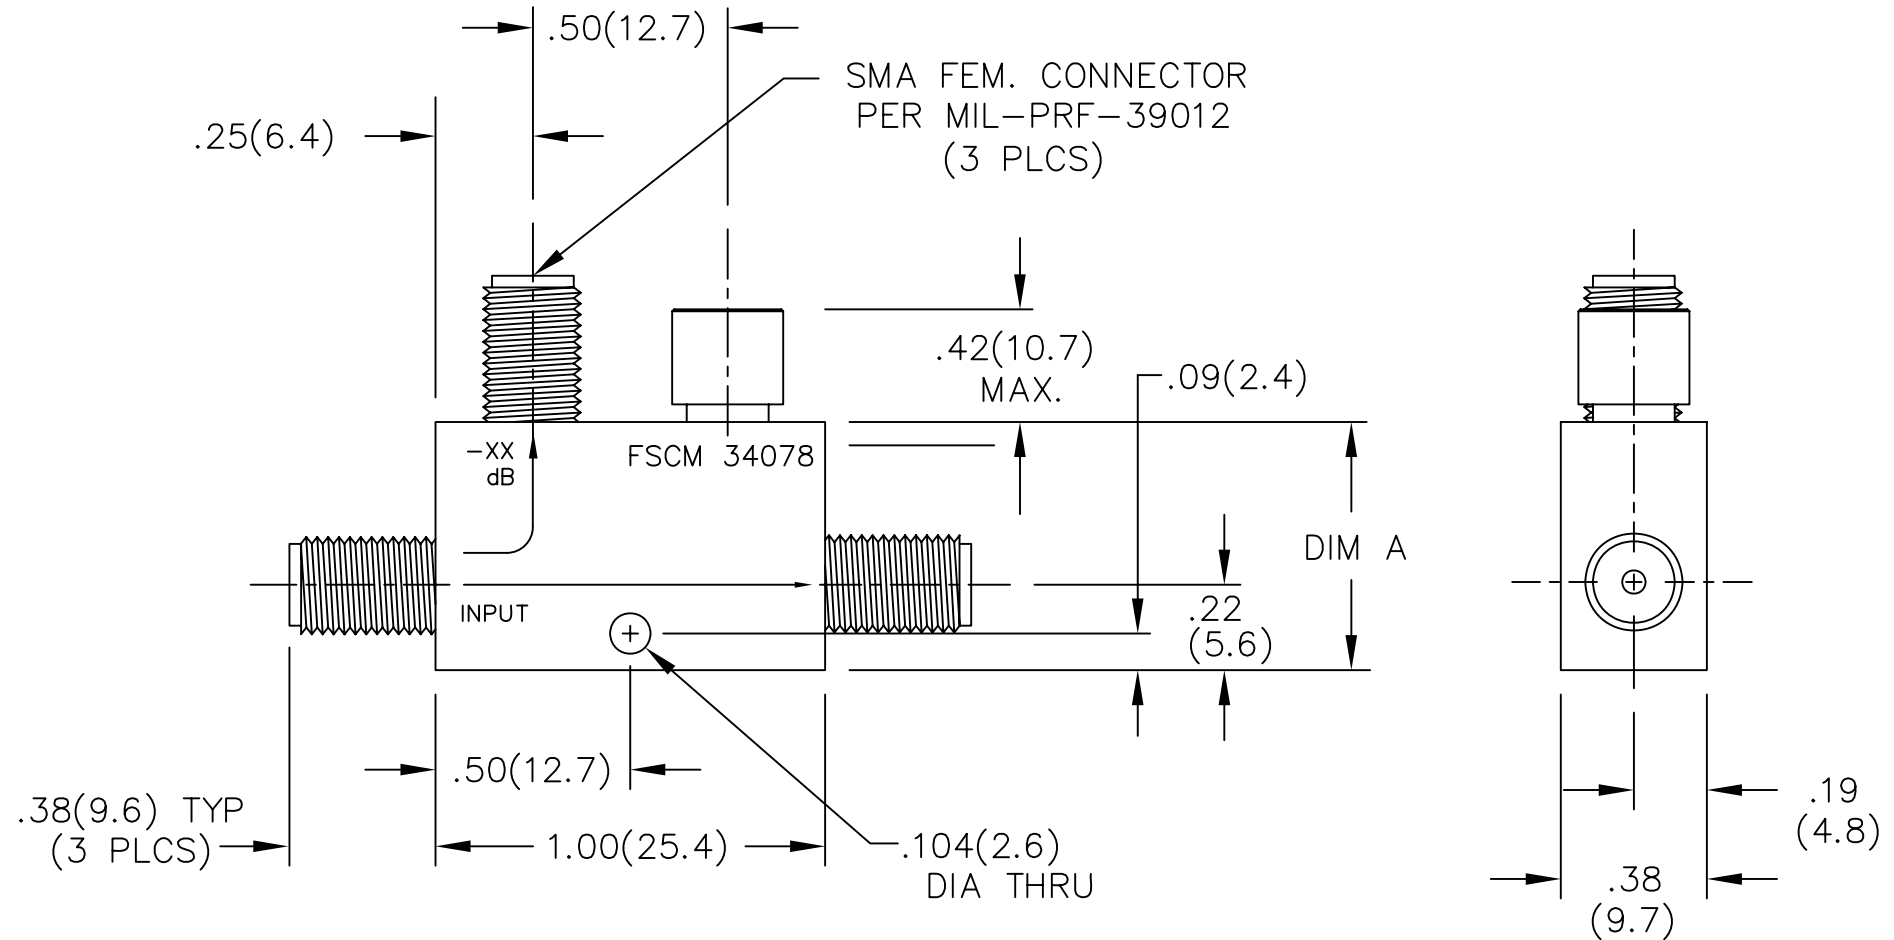 .50(12.7)
SMA FEM. CONNECTOR
PER MIL-PRF-39012
(3 PLCS)
.25(6.4)
.42(10.7)
MAX.
.09(2.4)
-XX
dB
FSCM 34078
DIM A
INPUT
.22
(5.6)
.50(12.7)
.38(9.6) TYP
(3 PLCS)
1.00(25.4)
.104(2.6)
DIA THRU
.19
(4.8)
.38
(9.7)